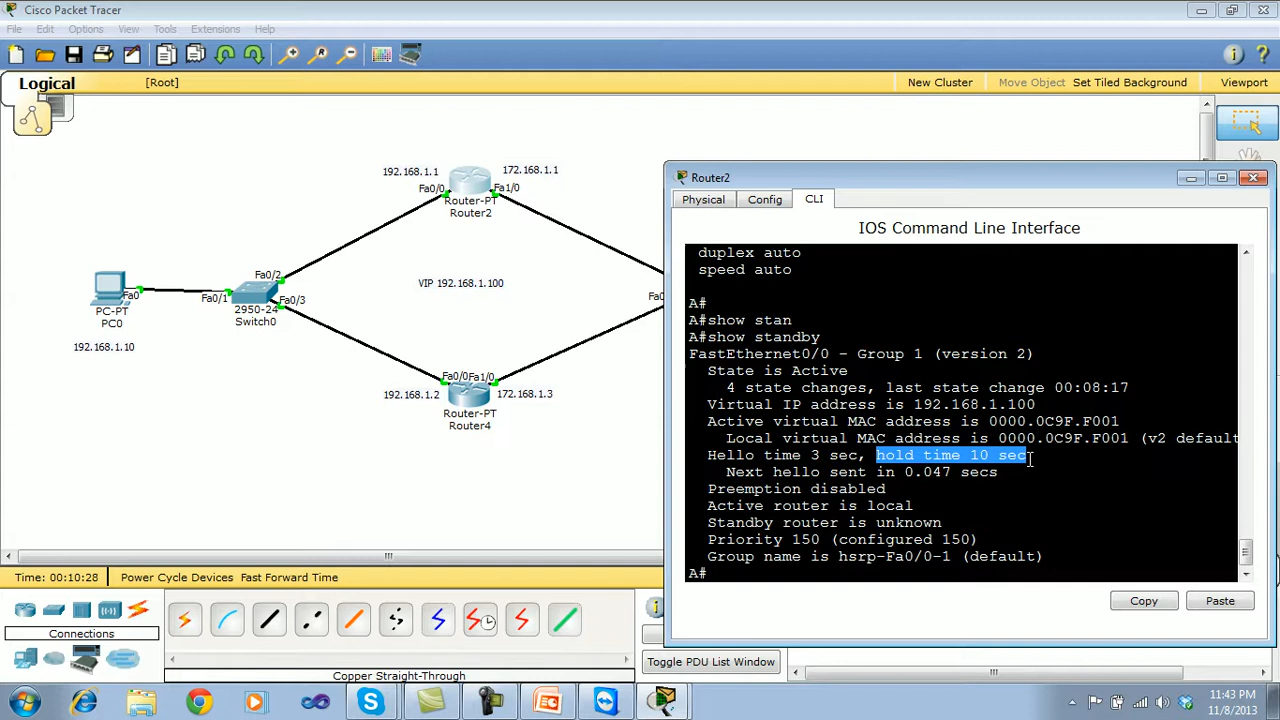 Cisco Packet Tracer
File Edit Options View Tools Extensions Help
Logical
[Root]
New Cluster
Move Object
Set Tiled Background
Viewport
192.168.1.1
172.168.1.1
Fa0/0
Fa1/0
Router-PT
Router2
VIP 192.168.1.100
Fa0
PC-PT
PC0
192.168.1.10
Fa0/1
Fa0/2
Fa0/3
2950-24
Switch0
192.168.1.2
Fa0/0
Fa1/0
172.168.1.3
Router-PT
Router4
Fa0
Router2
Physical
Config
CLI
IOS Command Line Interface
duplex auto
speed auto
A#
A#show stan
A#show standby
FastEthernet0/0 - Group 1 (version 2)
State is Active
4 state changes, last state change 00:08:17
Virtual IP address is 192.168.1.100
Active virtual MAC address is 0000.0C9F.F001
Local virtual MAC address is 0000.0C9F.F001 (v2 default
Hello time 3 sec, hold time 10 sec
Next hello sent in 0.047 secs
Preemption disabled
Active router is local
Standby router is unknown
Priority 150 (configured 150)
Group name is hsrp-Fa0/0-1 (default)
A#
Copy
Paste
Time: 00:10:28
Power Cycle Devices
Fast Forward Time
Connections
Copper Straight-Through
Toggle PDU List Window
11:43 PM
11/8/2013